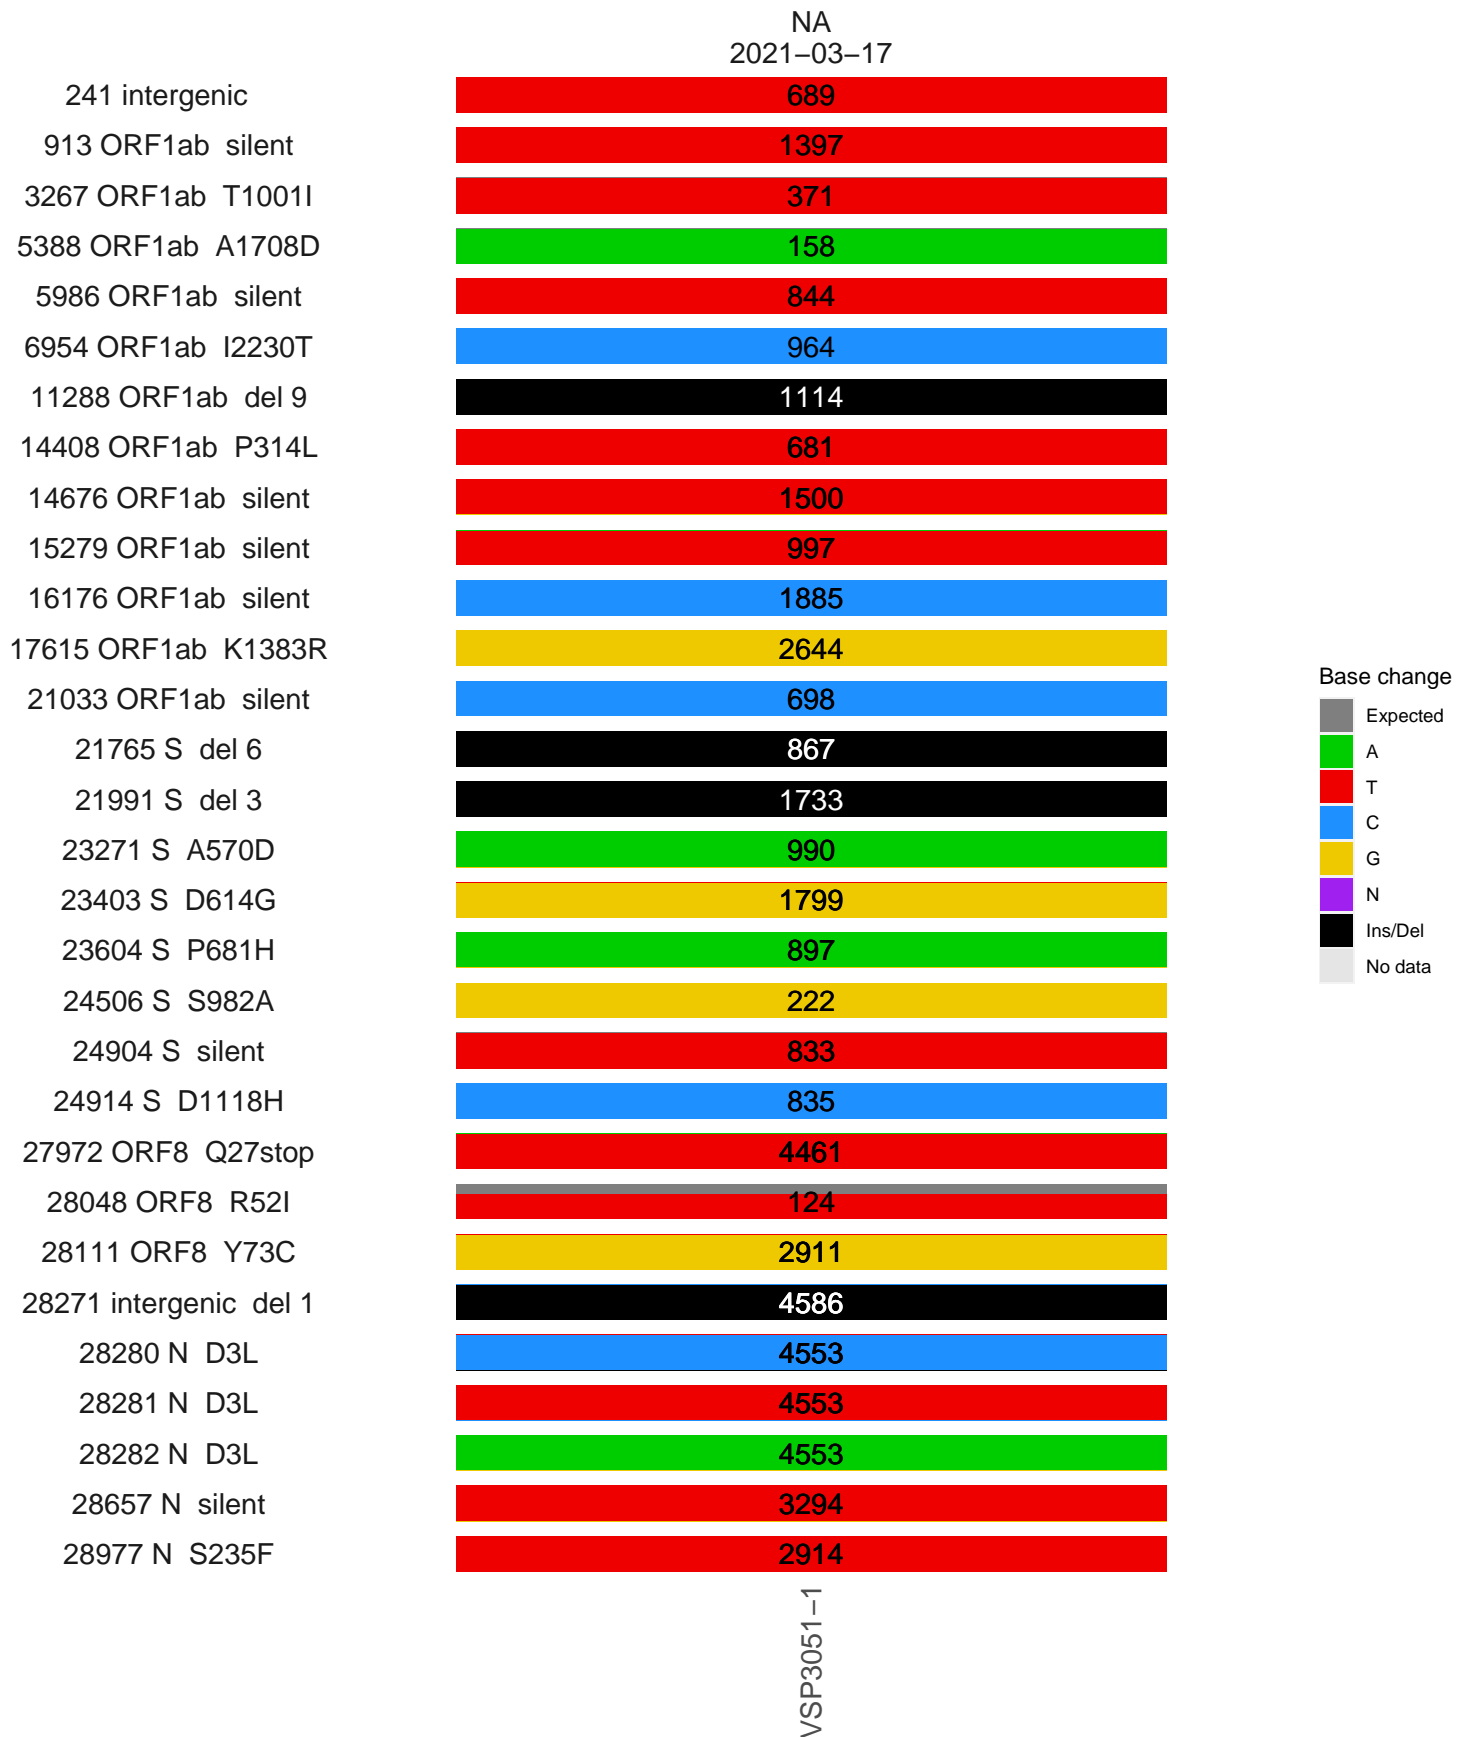 NA
2021−03−17
241 intergenic 689
913 ORF1ab silent 1397
3267 ORF1ab T1001I 371
5388 ORF1ab A1708D 158
5986 ORF1ab silent 844
6954 ORF1ab I2230T 964
11288 ORF1ab del 9 1114
14408 ORF1ab P314L 681
14676 ORF1ab silent 1500
15279 ORF1ab silent 997
16176 ORF1ab silent 1885
17615 ORF1ab K1383R 2644
21033 ORF1ab silent 698
21765 S del 6 867
21991 S del 3 1733
23271 S A570D 990
23403 S D614G 1799
23604 S P681H 897
24506 S S982A 222
24904 S silent 833
24914 S D1118H 835
27972 ORF8 Q27stop 4461
28048 ORF8 R52I 124
28111 ORF8 Y73C 2911
28271 intergenic del 1 4586
28280 N D3L 4553
28281 N D3L 4553
28282 N D3L 4553
28657 N silent 3294
28977 N S235F 2914
VSP3051−1
Base change
Expected
A
T
C
G
N
Ins/Del
No data